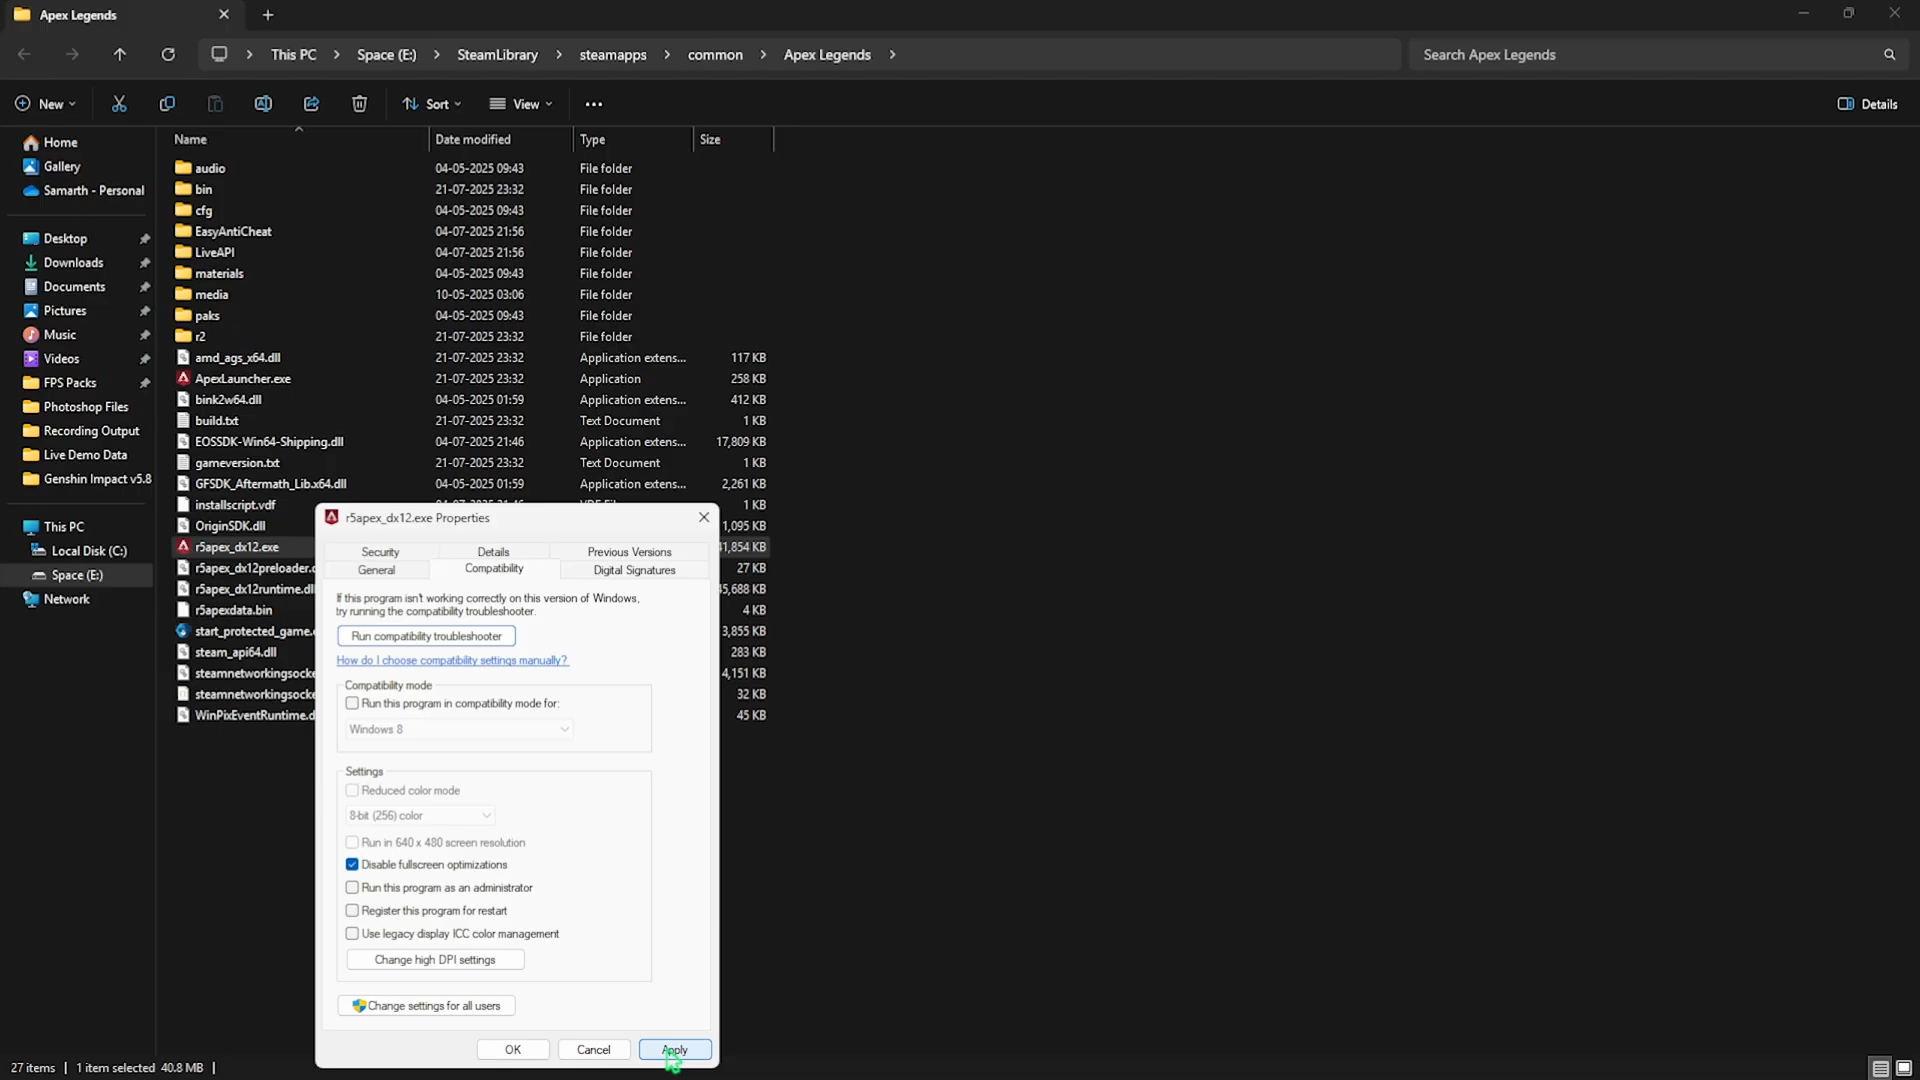 Apex Legends
This PC
Space (E:)
SteamLibrary
steamapps
common
Apex Legends
Search Apex Legends
New
Sort
View
Details
Name
Date modified
Type
Size
Home
Gallery
Samarth - Personal
Desktop
Downloads
Documents
Pictures
Music
Videos
FPS Packs
Photoshop Files
Recording Output
Live Demo Data
Genshin Impact v5.8
This PC
Local Disk (C:)
Space (E:)
Network
audio 04-05-2025 09:43 File folder
bin 21-07-2025 23:32 File folder
cfg 04-05-2025 09:43 File folder
EasyAntiCheat 04-07-2025 21:56 File folder
LiveAPI 04-07-2025 21:56 File folder
materials 04-05-2025 09:43 File folder
media 10-05-2025 03:06 File folder
paks 04-05-2025 09:43 File folder
r2 21-07-2025 23:32 File folder
amd_ags_x64.dll 21-07-2025 23:32 Application extens... 117 KB
ApexLauncher.exe 21-07-2025 23:32 Application 258 KB
bink2w64.dll 04-05-2025 01:59 Application extens... 412 KB
build.txt 21-07-2025 23:32 Text Document 1 KB
EOSSDK-Win64-Shipping.dll 04-07-2025 21:46 Application extens... 17,809 KB
gameversion.txt 21-07-2025 23:32 Text Document 1 KB
GFSDK_Aftermath_Lib.x64.dll 04-05-2025 01:59 Application extens... 2,261 KB
installscript.vdf 1 KB
OriginSDK.dll 1,095 KB
r5apex_dx12.exe 41,854 KB
r5apex_dx12preloader. 27 KB
r5apex_dx12runtime.dl 5,688 KB
r5apexdata.bin 4 KB
start_protected_game. 3,855 KB
steam_api64.dll 283 KB
steamnetworkingsocke 4,151 KB
steamnetworkingsocke 32 KB
WinPixEventRuntime.d 45 KB
r5apex_dx12.exe Properties
Security
Details
Previous Versions
General
Compatibility
Digital Signatures
If this program isn't working correctly on this version of Windows,
try running the compatibility troubleshooter.
Run compatibility troubleshooter
How do I choose compatibility settings manually?
Compatibility mode
Run this program in compatibility mode for:
Windows 8
Settings
Reduced color mode
8-bit (256) color
Run in 640 x 480 screen resolution
Disable fullscreen optimizations
Run this program as an administrator
Register this program for restart
Use legacy display ICC color management
Change high DPI settings
Change settings for all users
OK
Cancel
Apply
27 items
1 item selected 40.8 MB